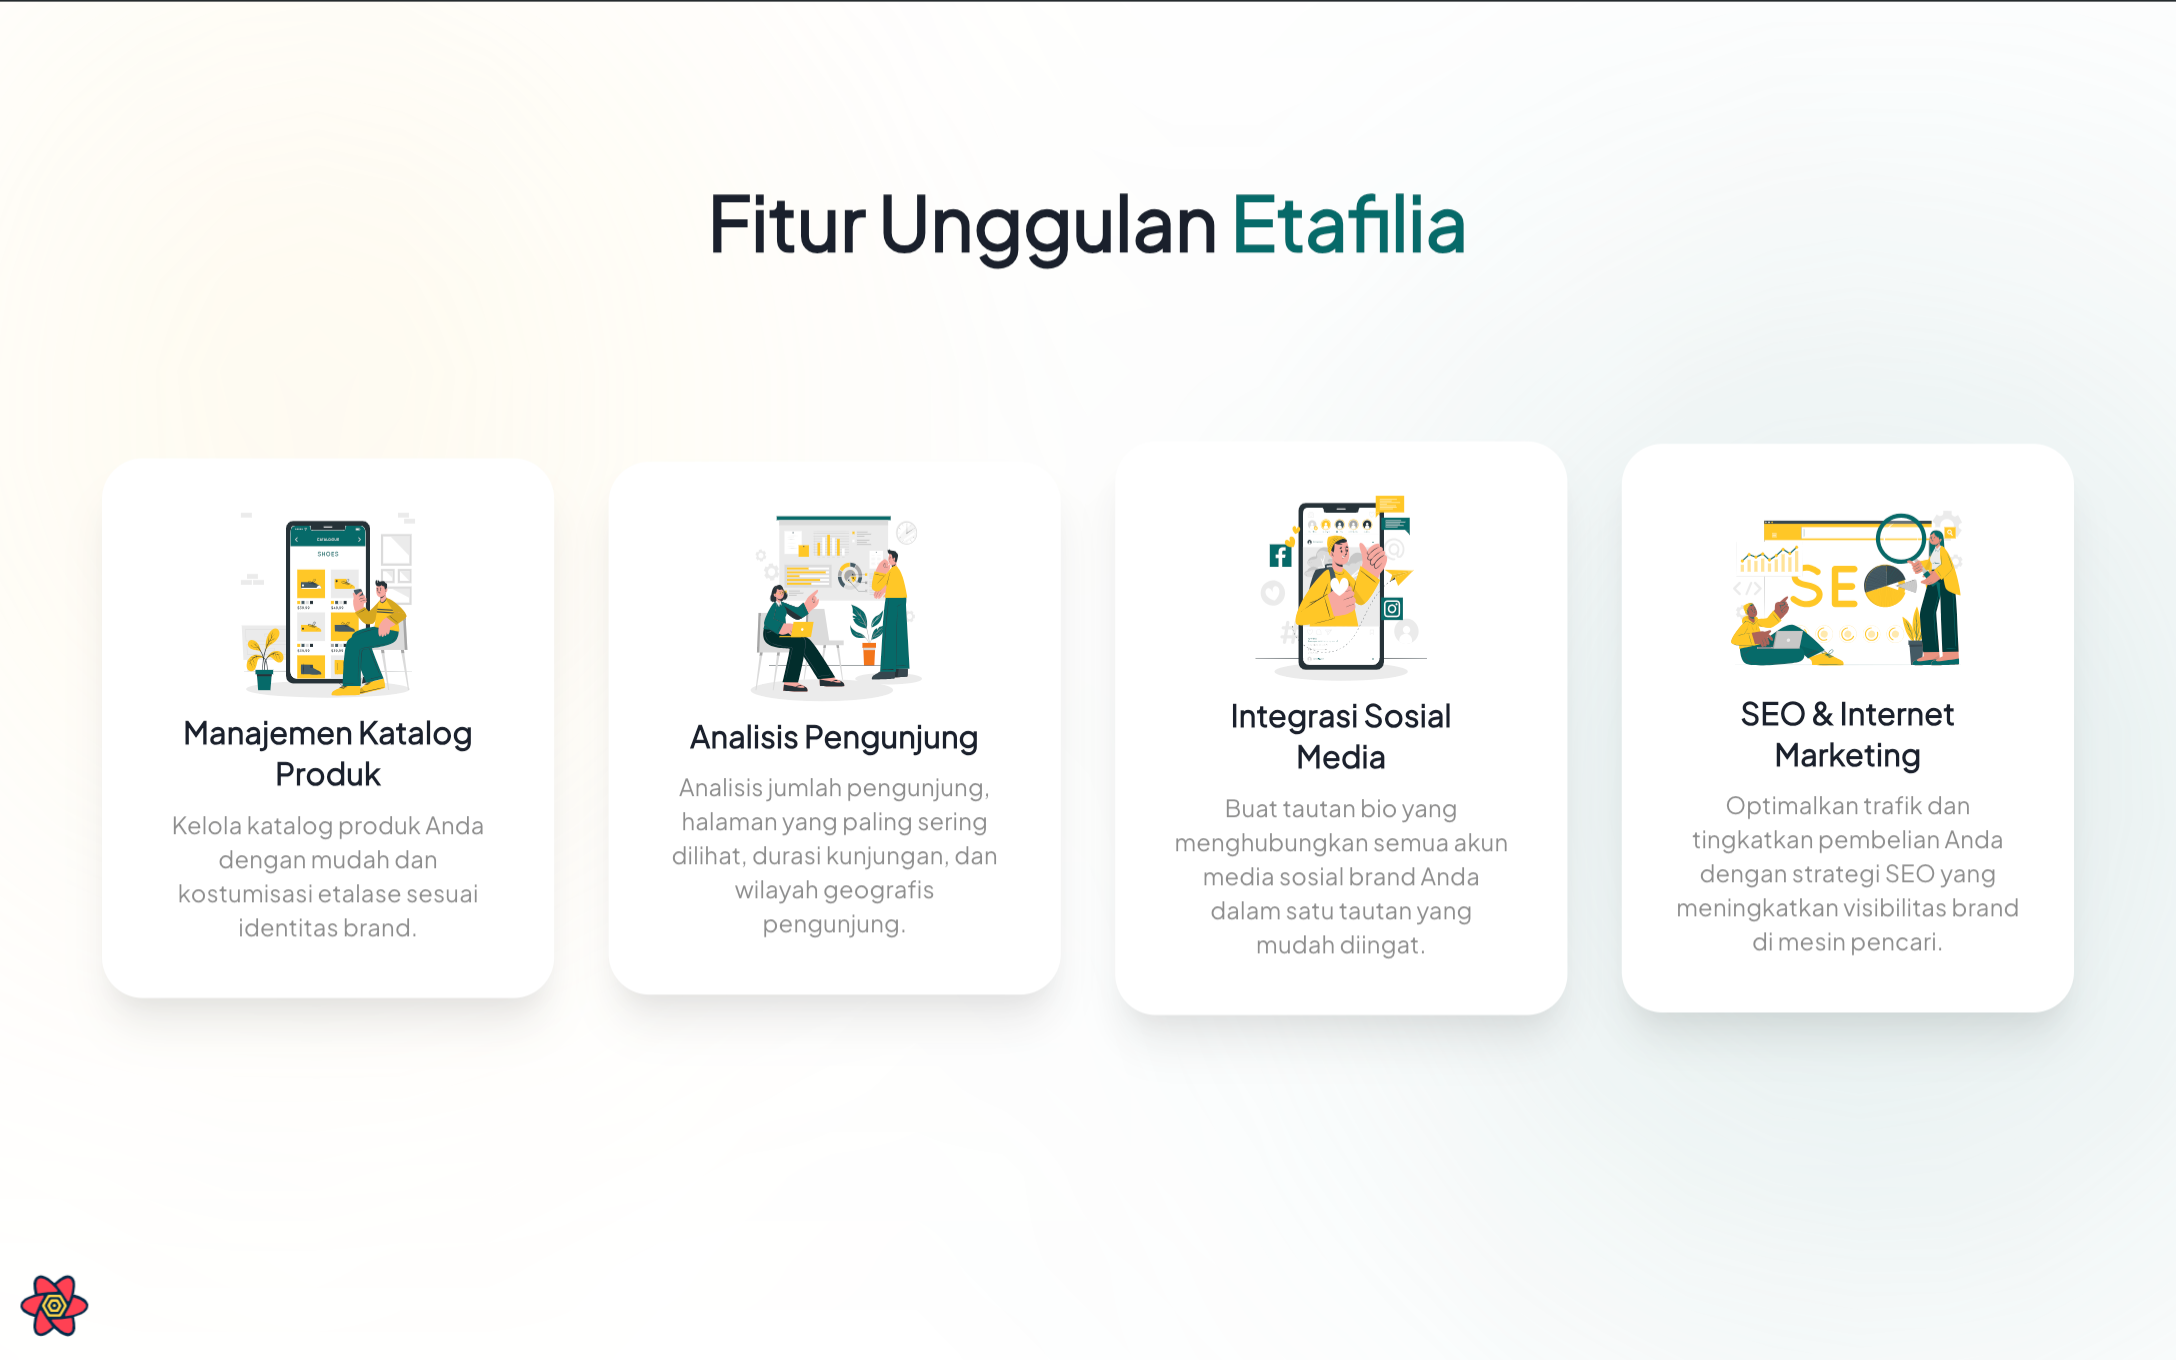 Fitur Unggulan Etafilia
CATALOGUE
SHOES
SEO
Manajemen Katalog
Produk
Kelola katalog produk Anda
dengan mudah dan
kostumisasi etalase sesuai
identitas brand.
Analisis Pengunjung
Analisis jumlah pengunjung,
halaman yang paling sering
dilihat, durasi kunjungan, dan
wilayah geografis
pengunjung.
Integrasi Sosial
Media
Buat tautan bio yang
menghubungkan semua akun
media sosial brand Anda
dalam satu tautan yang
mudah diingat.
SEO & Internet
Marketing
Optimalkan trafik dan
tingkatkan pembelian Anda
dengan strategi SEO yang
meningkatkan visibilitas brand
di mesin pencari.